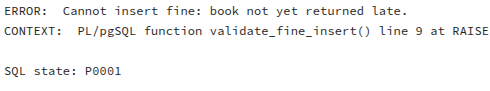 ERROR:  Cannot insert fine: book not yet returned late.
CONTEXT:  PL/pgSQL function validate_fine_insert() line 9 at RAISE
SQL state: P0001